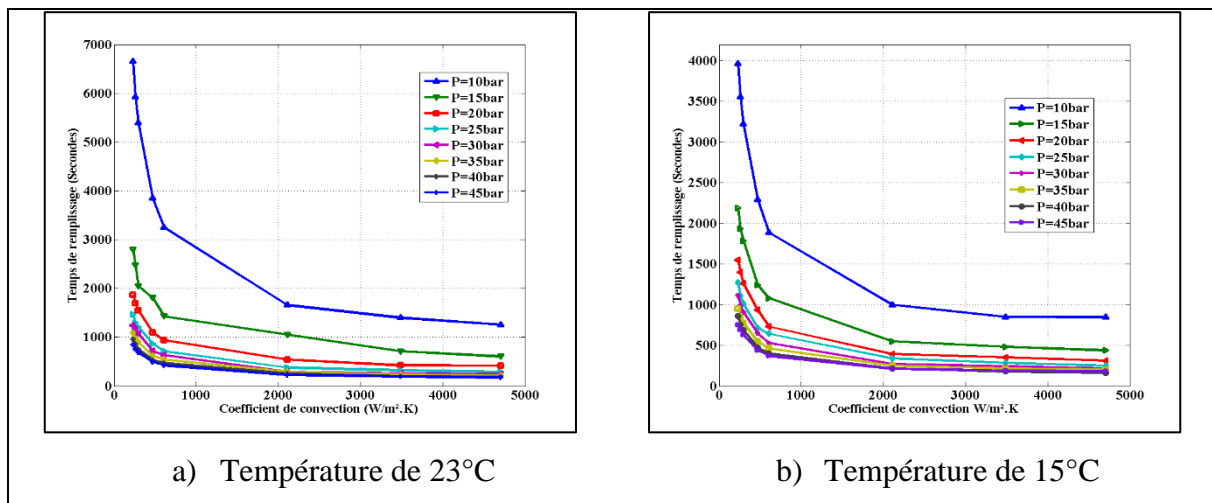 7000
6000
5000
4000
3000
2000
1000
0
0
1000
2000
3000
4000
5000
Temps de remplissage (Secondes)
Coefficient de convection (W/m².K)
P=10bar
P=15bar
P=20bar
P=25bar
P=30bar
P=35bar
P=40bar
P=45bar
a) Température de 23°C
4000
3500
3000
2500
2000
1500
1000
500
0
0
1000
2000
3000
4000
5000
Temps de remplissage (Secondes)
Coefficient de convection W/m².K
P=10bar
P=15bar
P=20bar
P=25bar
P=30bar
P=35bar
P=40bar
P=45bar
b) Température de 15°C